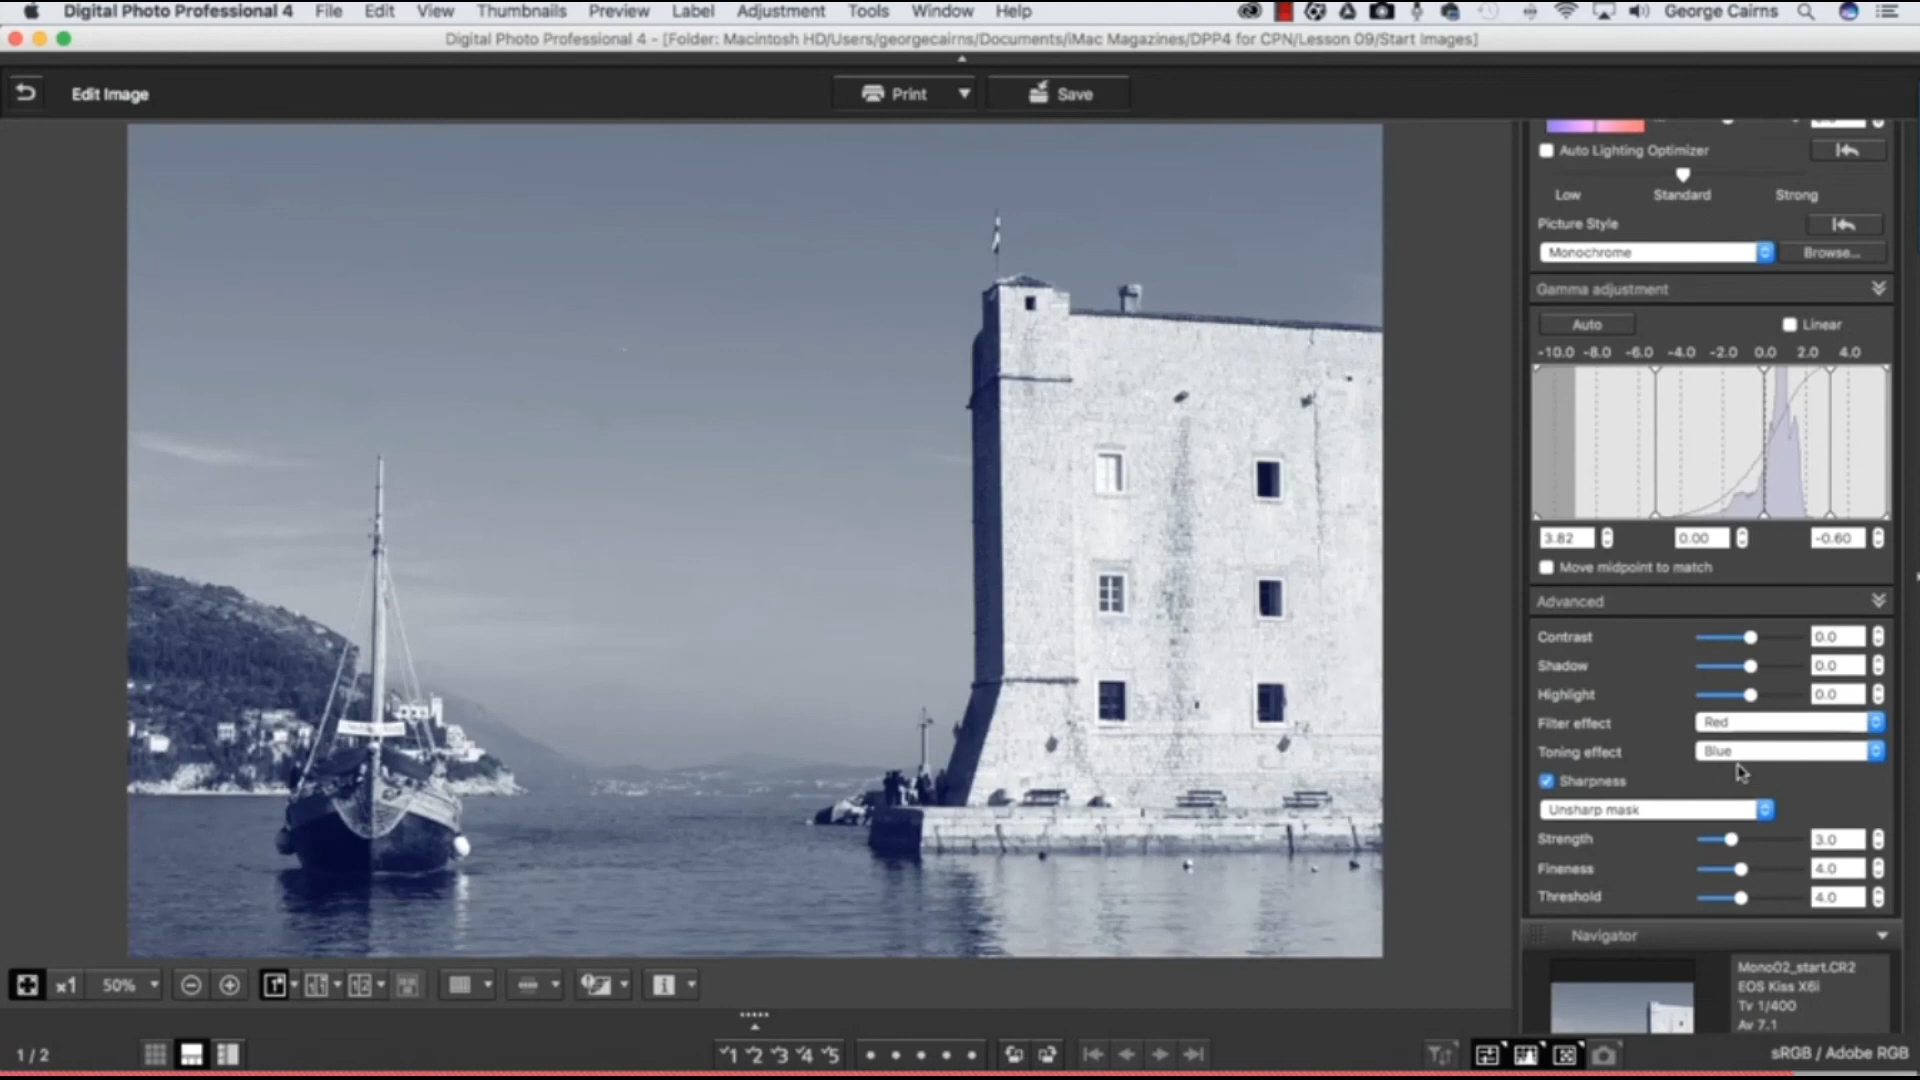 Digital Photo Professional 4 File Edit View Thumbnails Preview Label Adjustment Tools Window Help George Cairns
Digital Photo Professional 4 - [Folder: Macintosh HD/Users/georgecairns/Documents/iMac Magazines/DPP4 for CPN/Lesson 09/Start Images]
Edit Image Print Save
Auto Lighting Optimizer
Low Standard Strong
Picture Style
Monochrome Browse...
Gamma adjustment
Auto Linear
-10.0 -8.0 -6.0 -4.0 -2.0 0.0 2.0 4.0
3.82 0.00 -0.60
Move midpoint to match
Advanced
Contrast 0.0
Shadow 0.0
Highlight 0.0
Filter effect Red
Toning effect Blue
Sharpness
Unsharp mask
Strength 3.0
Fineness 4.0
Threshold 4.0
Navigator
Mono02_start.CR2
EOS Kiss X6i
Tv 1/400
Av 7.1
x1 50%
1 / 2
1 2 3 4 5
sRGB / Adobe RGB